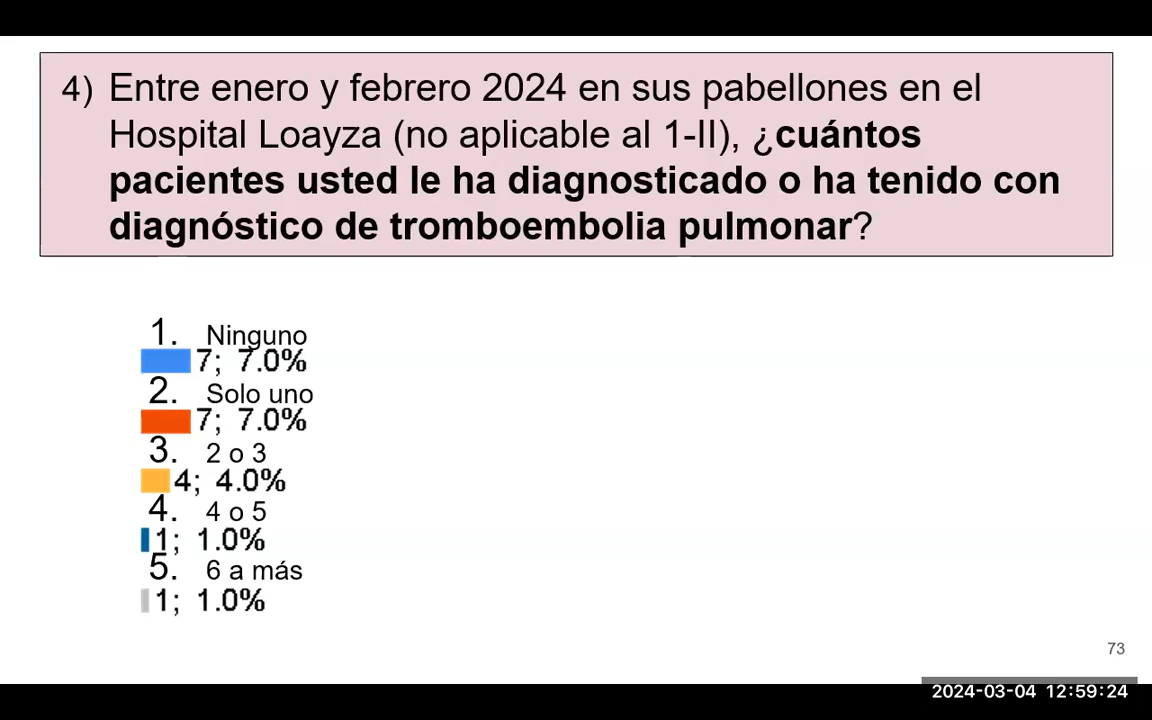 4) Entre enero y febrero 2024 en sus pabellones en el
Hospital Loayza (no aplicable al 1-II), ¿cuántos
pacientes usted le ha diagnosticado o ha tenido con
diagnóstico de tromboembolia pulmonar?
1. Ninguno
7; 7.0%
2. Solo uno
7; 7.0%
3. 2 o 3
4; 4.0%
4. 4 o 5
1; 1.0%
5. 6 a más
1; 1.0%
73
2024-03-04 12:59:24